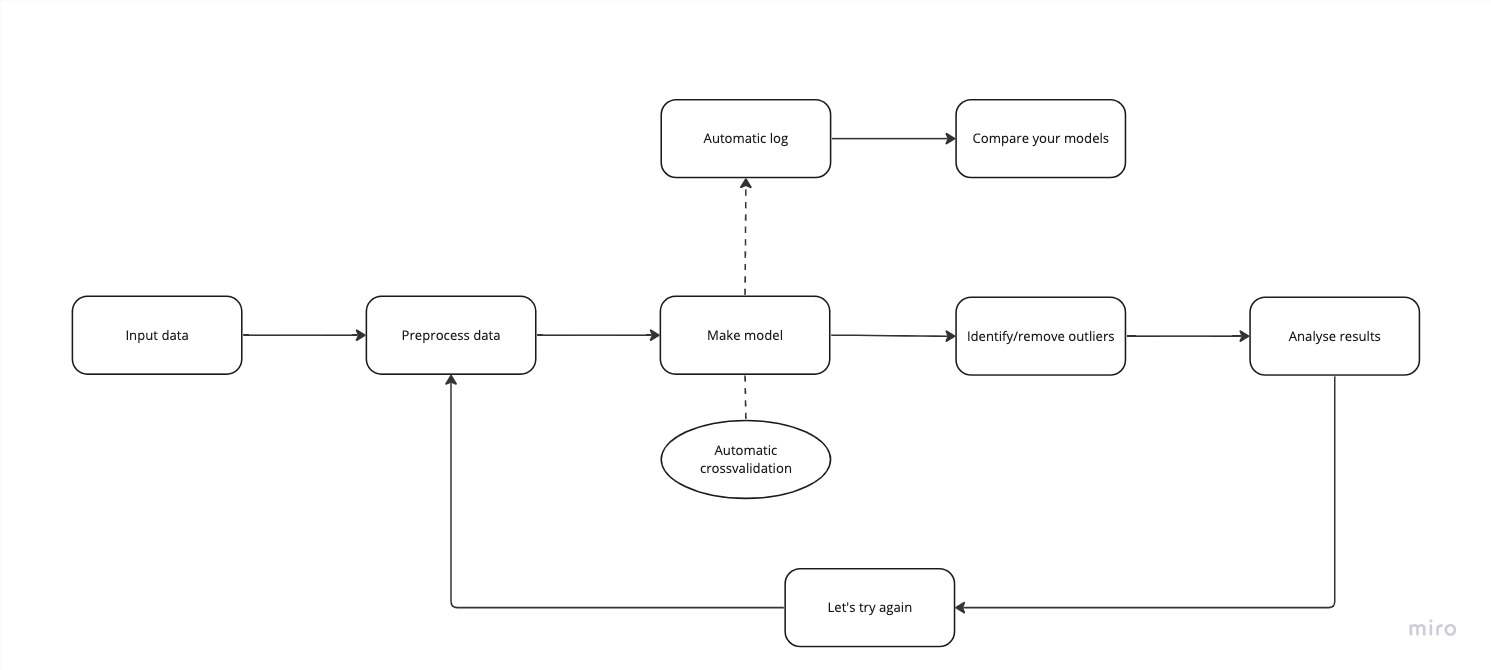 Automatic log
Compare your models
Input data
Preprocess data
Make model
Identify/remove outliers
Analyse results
Automatic
crossvalidation
Let's try again
miro